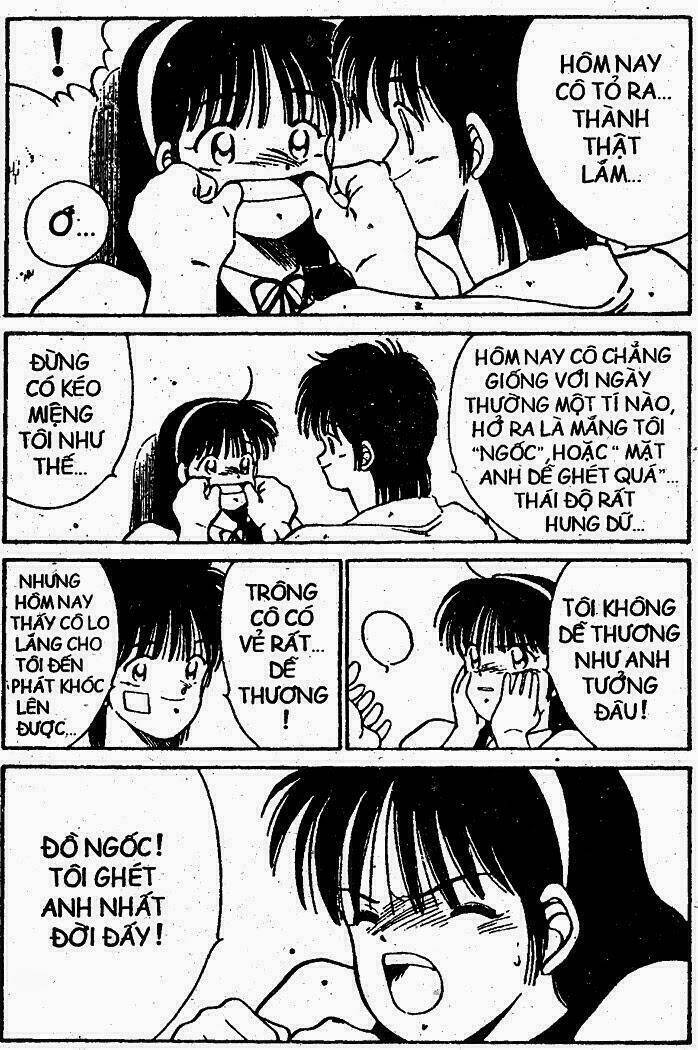 !
HÔM NAY
CÔ TỎ RA...
THÀNH
THẬT
LẮM...
Ơ...
ĐỪNG
CÓ KÉO
MIỆNG
TÔI NHƯ
THẾ...
HÔM NAY CÔ CHẲNG
GIỐNG VỚI NGÀY
THƯỜNG MỘT TÍ NÀO,
HỞ RA LÀ MẮNG TÔI
"NGỐC", HOẶC " MẶT
ANH DỄ GHÉT QUÁ"...
THÁI ĐỘ RẤT
HUNG DỮ...
NHƯNG
HÔM NAY
THẤY CÔ LO
LẮNG CHO
TÔI ĐẾN
PHÁT KHÓC
LÊN
ĐƯỢC...
TRÔNG
CÔ CÓ
VẺ RẤT...
DỄ
THƯƠNG
!
TÔI KHÔNG
DỄ THƯƠNG
NHƯ ANH
TƯỞNG
ĐÂU!
ĐỒ NGỐC!
TÔI GHÉT
ANH NHẤT
ĐỜI ĐẤY!